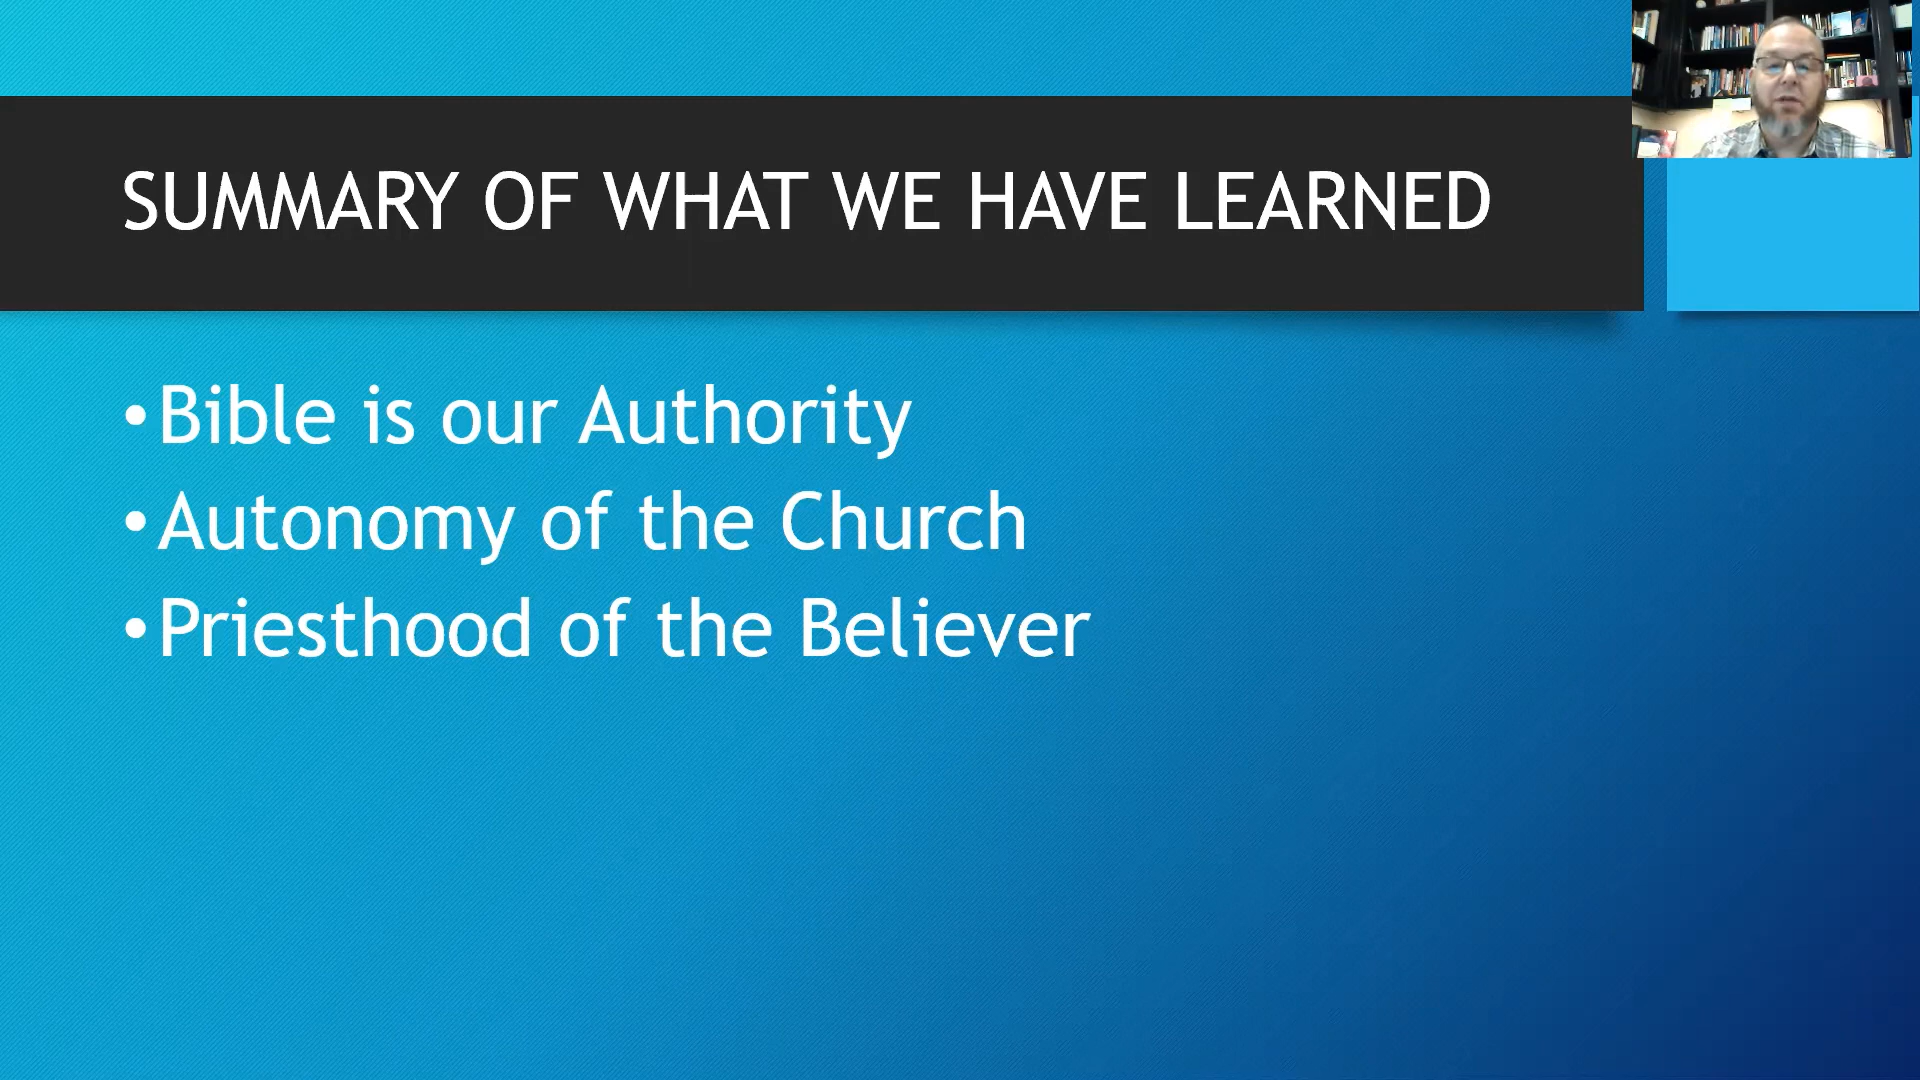 SUMMARY OF WHAT WE HAVE LEARNED
•Bible is our Authority
•Autonomy of the Church
•Priesthood of the Believer